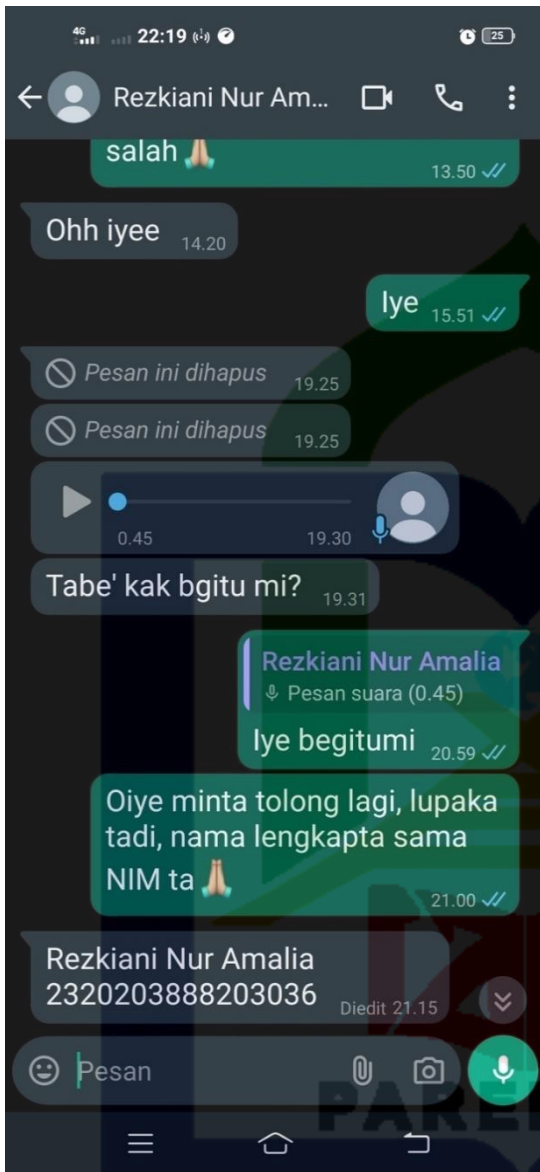 4G 22:19 25
Rezkiani Nur Am...
salah 🙏🏼
13.50
Ohh iyee 14.20
Iye 15.51
Pesan ini dihapus 19.25
Pesan ini dihapus 19.25
0.45 19.30
Tabe' kak bgitu mi? 19.31
Rezkiani Nur Amalia
Pesan suara (0.45)
Iye begitumi 20.59
Oiye minta tolong lagi, lupaka
tadi, nama lengkapta sama
NIM ta 🙏🏼
21.00
Rezkiani Nur Amalia
2320203888203036 Diedit 21.15
Pesan